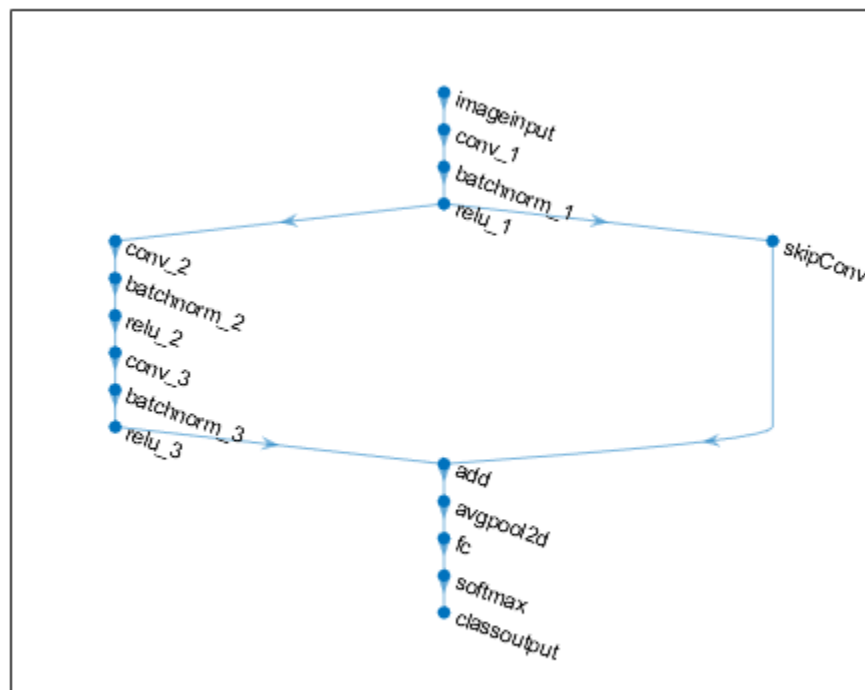 imageinput
conv_1
batchnorm_1
relu_1
conv_2
skipConv
batchnorm_2
relu_2
conv_3
batchnorm_3
relu_3
add
avgpool2d
fc
softmax
classoutput